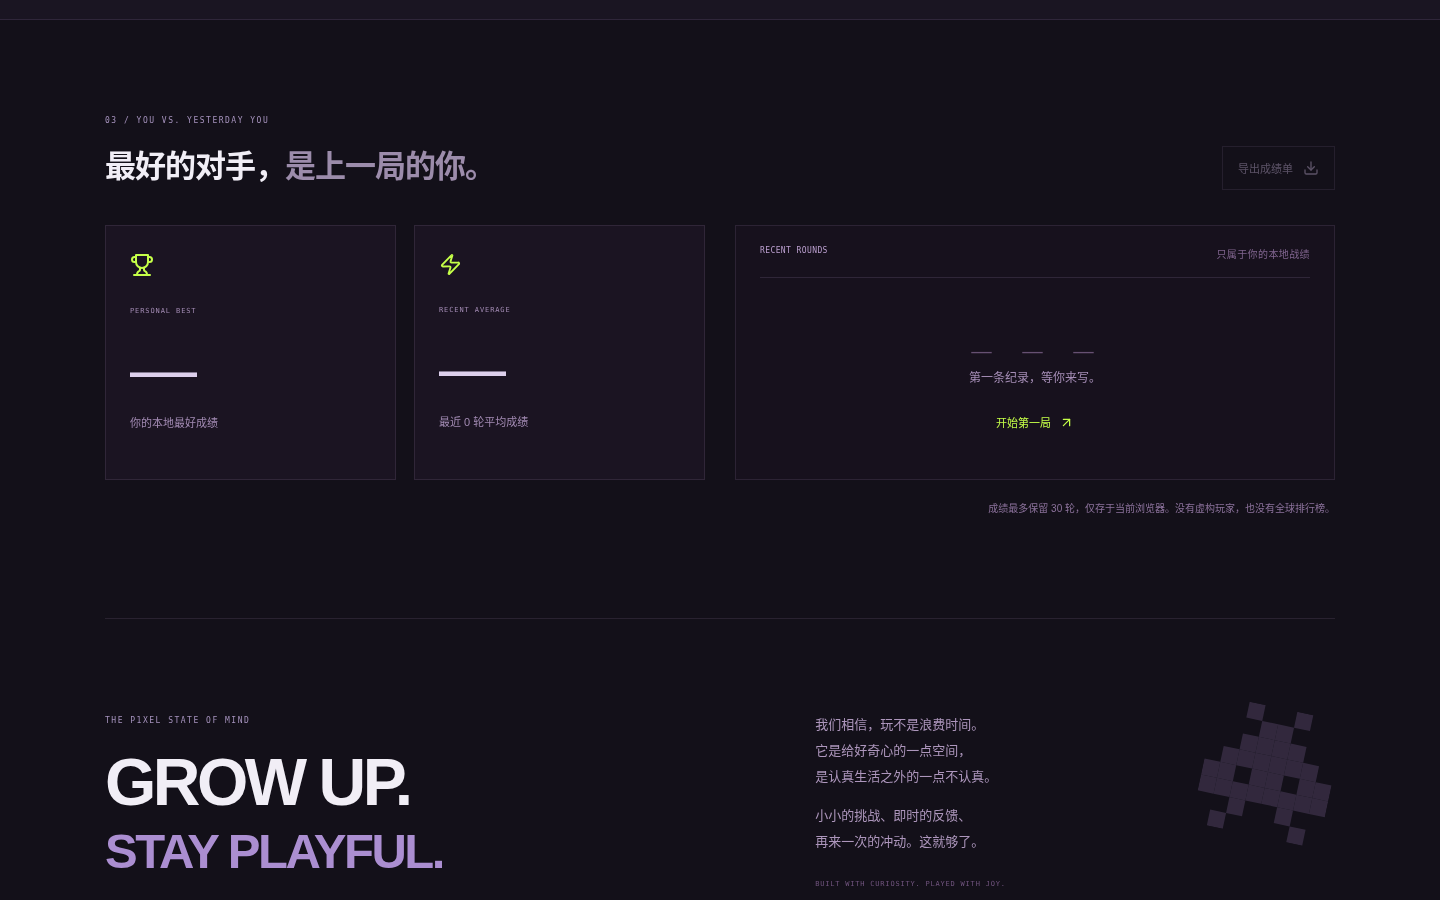 03 / YOU VS. YESTERDAY YOU
最好的对手，是上一局的你。
导出成绩单
PERSONAL BEST
你的本地最好成绩
RECENT AVERAGE
最近 0 轮平均成绩
RECENT ROUNDS
只属于你的本地战绩
— — —
第一条纪录，等你来写。
开始第一局
成绩最多保留 30 轮，仅存于当前浏览器。没有虚构玩家，也没有全球排行榜。
THE P1XEL STATE OF MIND
GROW UP.
STAY PLAYFUL.
我们相信，玩不是浪费时间。
它是给好奇心的一点空间，
是认真生活之外的一点不认真。
小小的挑战、即时的反馈、
再来一次的冲动。这就够了。
BUILT WITH CURIOSITY. PLAYED WITH JOY.